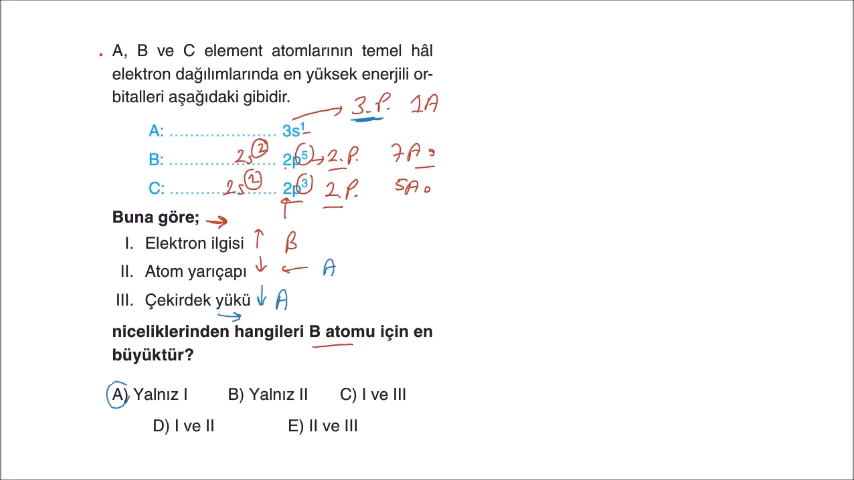 . A, B ve C element atomlarının temel hâl
elektron dağılımlarında en yüksek enerjili or-
bitalleri aşağıdaki gibidir.
3.P. 1A
A: ...................... 3s¹
B: ...................... 2s² 2p⁵ 2.P. 7A
C: ...................... 2s² 2p³ 2.P. 5A
Buna göre;
I. Elektron ilgisi ↑ B
II. Atom yarıçapı ↓ ← A
III. Çekirdek yükü ↓ A
niceliklerinden hangileri B atomu için en
büyüktür?
A) Yalnız I B) Yalnız II C) I ve III
D) I ve II E) II ve III